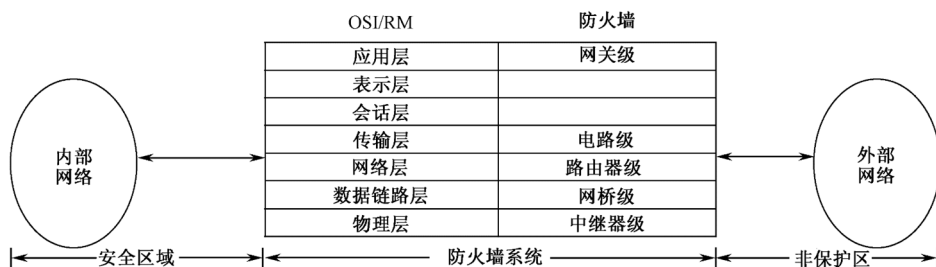 OSI/RM 防火墙
应用层 网关级
表示层
会话层
传输层 电路级
网络层 路由器级
数据链路层 网桥级
物理层 中继器级
内部
网络
外部
网络
安全区域 防火墙系统 非保护区